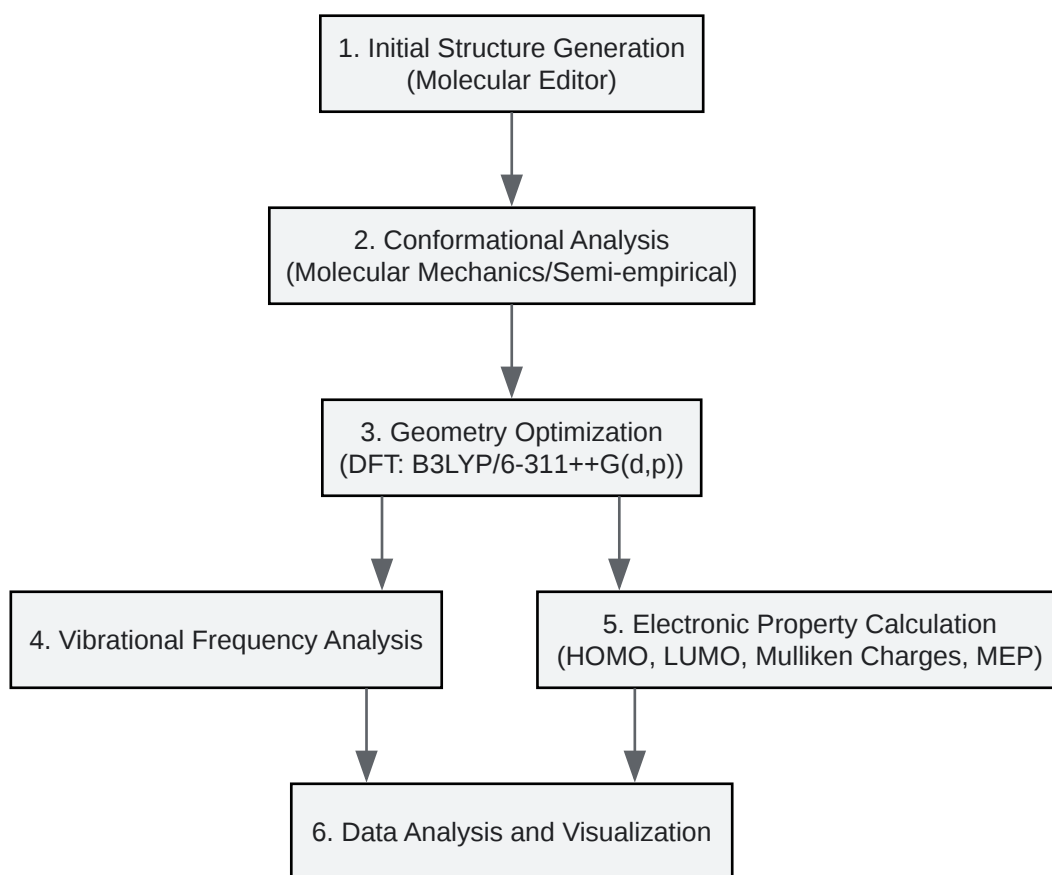 1. Initial Structure Generation
(Molecular Editor)
2. Conformational Analysis
(Molecular Mechanics/Semi-empirical)
3. Geometry Optimization
(DFT: B3LYP/6-311++G(d,p))
4. Vibrational Frequency Analysis
5. Electronic Property Calculation
(HOMO, LUMO, Mulliken Charges, MEP)
6. Data Analysis and Visualization